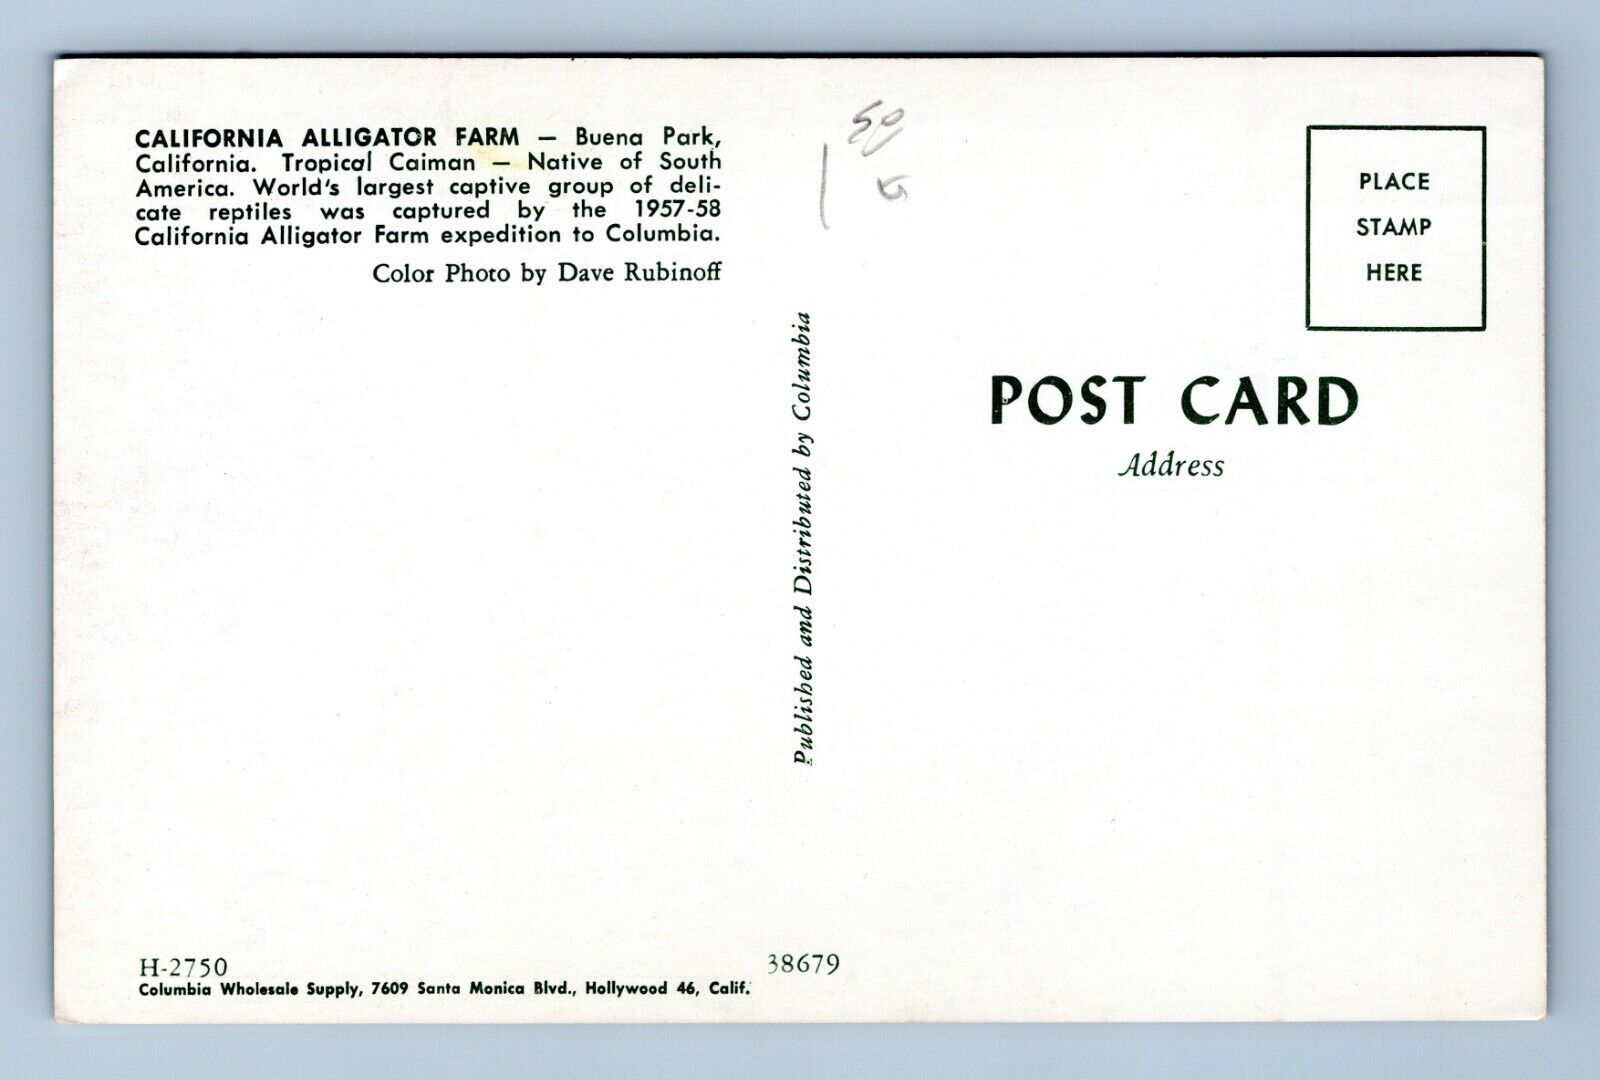 CALIFORNIA ALLIGATOR FARM — Buena Park,
California. Tropical Caiman — Native of South
America. World's largest captive group of deli-
cate reptiles was captured by the 1957-58
California Alligator Farm expedition to Columbia.
Color Photo by Dave Rubinoff
Published and Distributed by Columbia
50
PLACE
STAMP
HERE
POST CARD
Address
H-2750
38679
Columbia Wholesale Supply, 7609 Santa Monica Blvd., Hollywood 46, Calif.